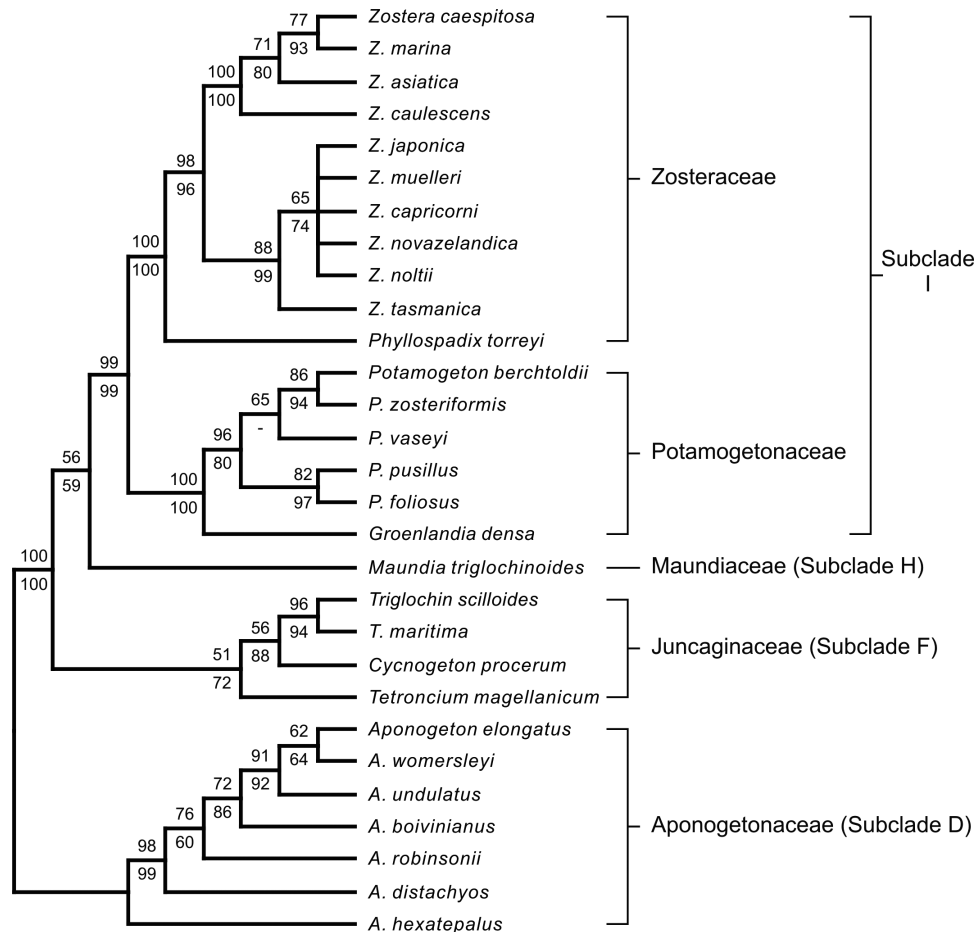 Zostera caespitosa
Z. marina
Z. asiatica
Z. caulescens
Z. japonica
Z. muelleri
Z. capricorni
Z. novazelandica
Z. noltii
Z. tasmanica
Phyllospadix torreyi
Potamogeton berchtoldii
P. zosteriformis
P. vaseyi
P. pusillus
P. foliosus
Groenlandia densa
Maundia triglochinoides
Triglochin scilloides
T. maritima
Cycnogeton procerum
Tetroncium magellanicum
Aponogeton elongatus
A. womersleyi
A. undulatus
A. boivinianus
A. robinsonii
A. distachyos
A. hexatepalus
Zosteraceae
Potamogetonaceae
Maundiaceae (Subclade H)
Juncaginaceae (Subclade F)
Aponogetonaceae (Subclade D)
Subclade
I
77
93
71
80
100
100
98
96
65
74
88
99
100
100
99
99
86
94
65
-
96
80
82
97
100
100
56
59
100
100
96
94
56
88
51
72
62
64
91
92
72
86
76
60
98
99